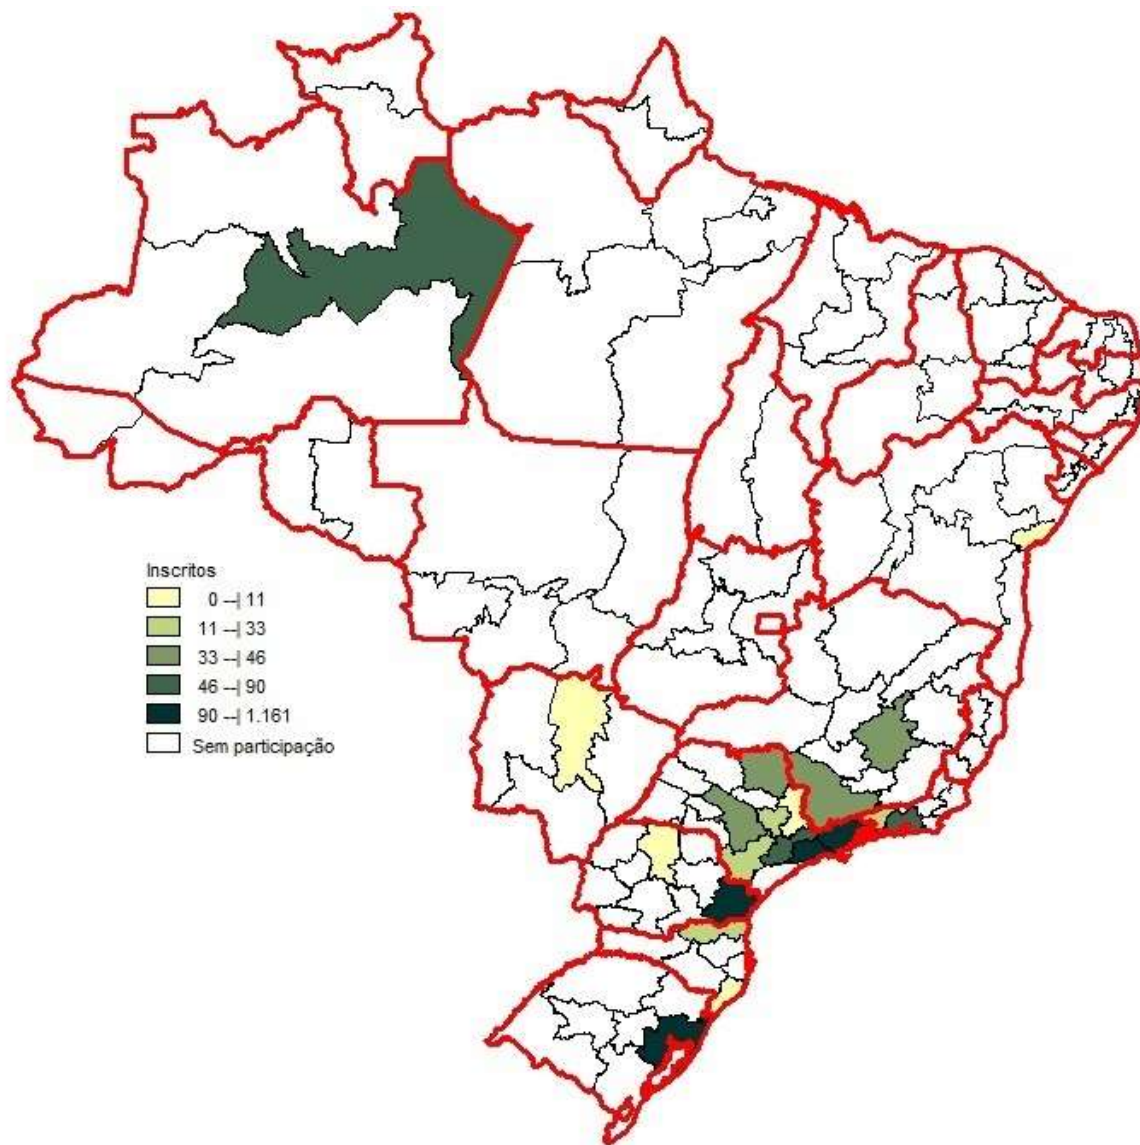 Inscritos
0 --| 11
11 --| 33
33 --| 46
46 --| 90
90 --| 1.161
Sem participação